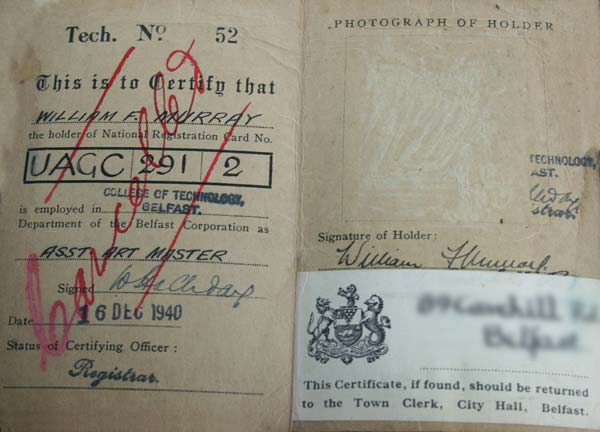 Tech. No 52
This is to Certify that
WILLIAM F. MURRAY
the holder of National Registration Card No.
UAGC 291 2
COLLEGE OF TECHNOLOGY,
is employed in BELFAST.
Department of the Belfast Corporation as
ASST. ART MASTER
Signed
Date 16 DEC 1940
Status of Certifying Officer :
Registrar.
Cancelled
PHOTOGRAPH OF HOLDER
TECHNOLOGY,
AST.
Signature of Holder :
William F Murray
Belfast
This Certificate, if found, should be returned
to the Town Clerk, City Hall, Belfast.